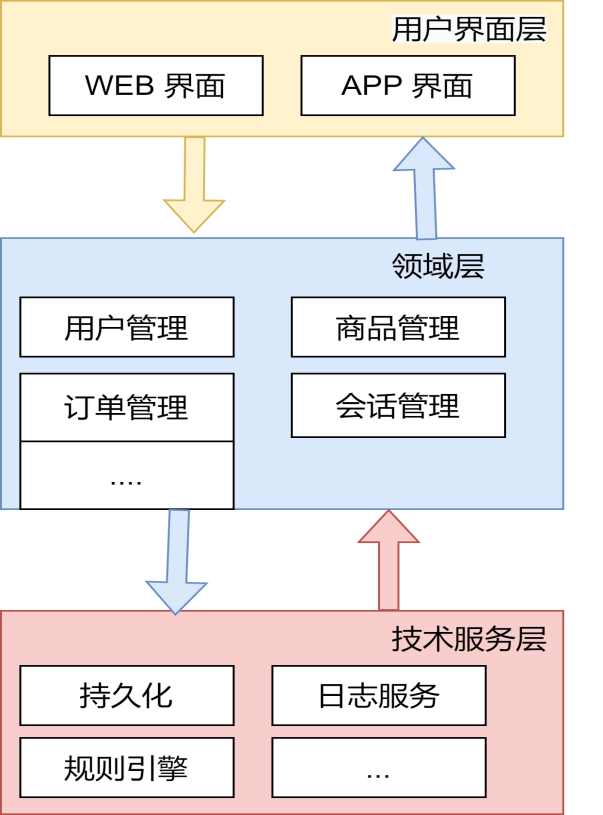 用户界面层
WEB 界面
APP 界面
领域层
用户管理
商品管理
订单管理
会话管理
....
技术服务层
持久化
日志服务
规则引擎
...